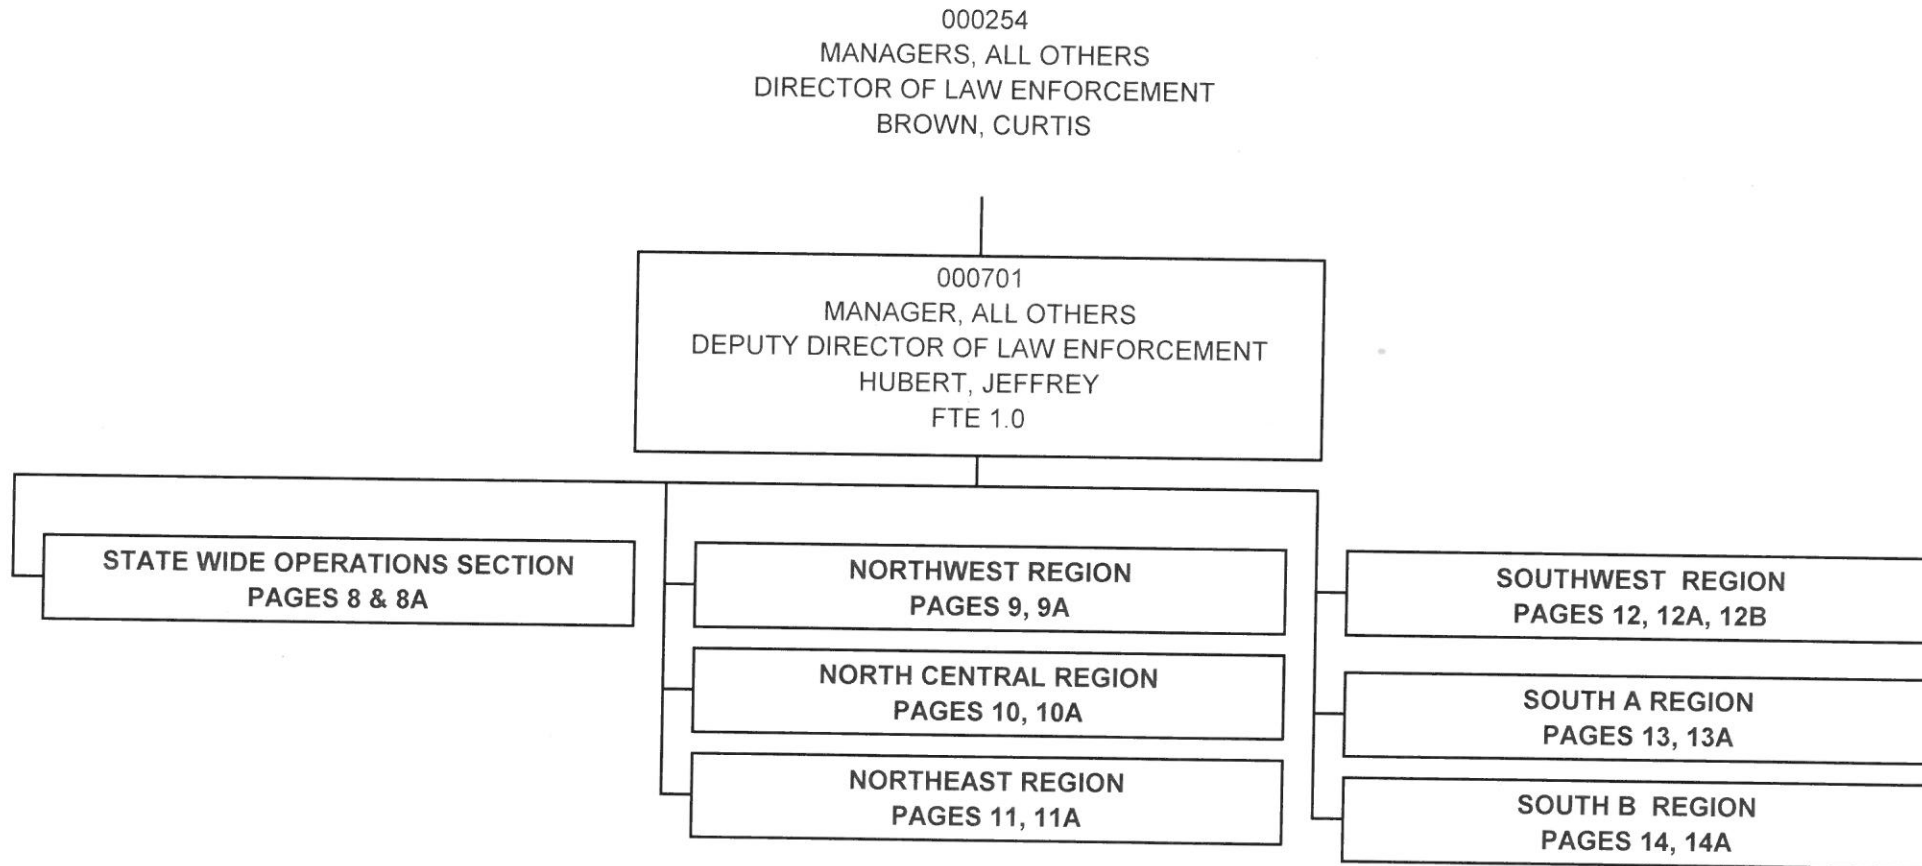 000254
MANAGERS, ALL OTHERS
DIRECTOR OF LAW ENFORCEMENT
BROWN, CURTIS
000701
MANAGER, ALL OTHERS
DEPUTY DIRECTOR OF LAW ENFORCEMENT
HUBERT, JEFFREY
FTE 1.0
STATE WIDE OPERATIONS SECTION
PAGES 8 & 8A
NORTHWEST REGION
PAGES 9, 9A
NORTH CENTRAL REGION
PAGES 10, 10A
NORTHEAST REGION
PAGES 11, 11A
SOUTHWEST REGION
PAGES 12, 12A, 12B
SOUTH A REGION
PAGES 13, 13A
SOUTH B REGION
PAGES 14, 14A